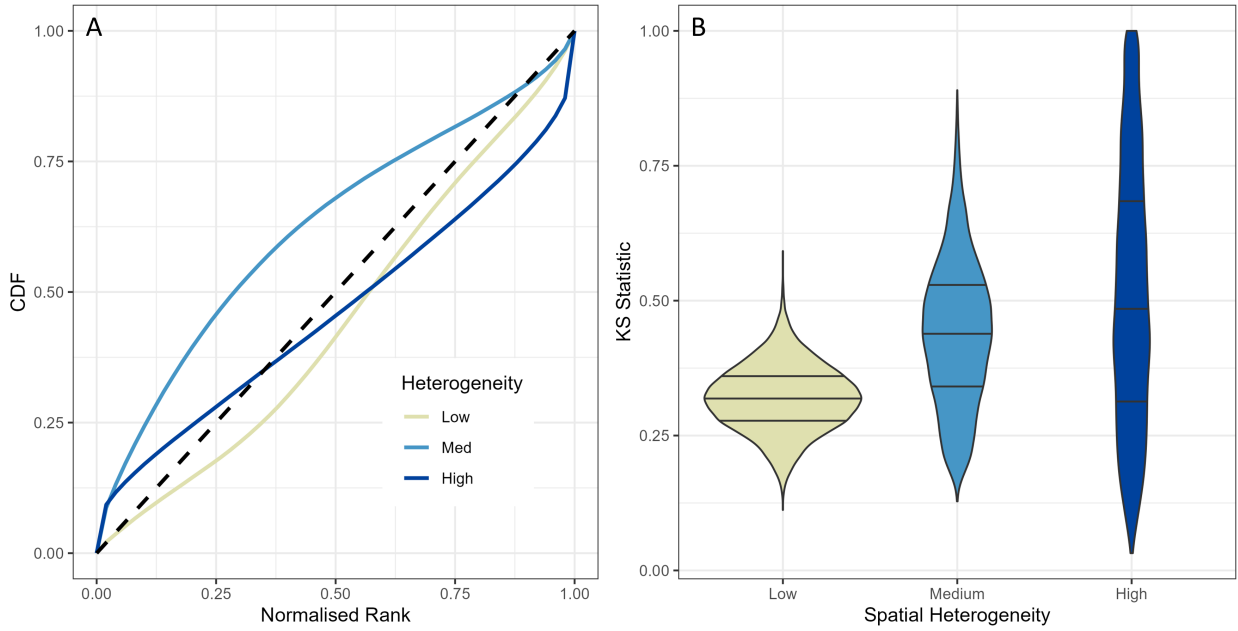 A
1.00
0.75
0.50
0.25
0.00
CDF
0.00 0.25 0.50 0.75 1.00
Normalised Rank
Heterogeneity
Low
Med
High
B
1.00
0.75
0.50
0.25
0.00
KS Statistic
Low Medium High
Spatial Heterogeneity